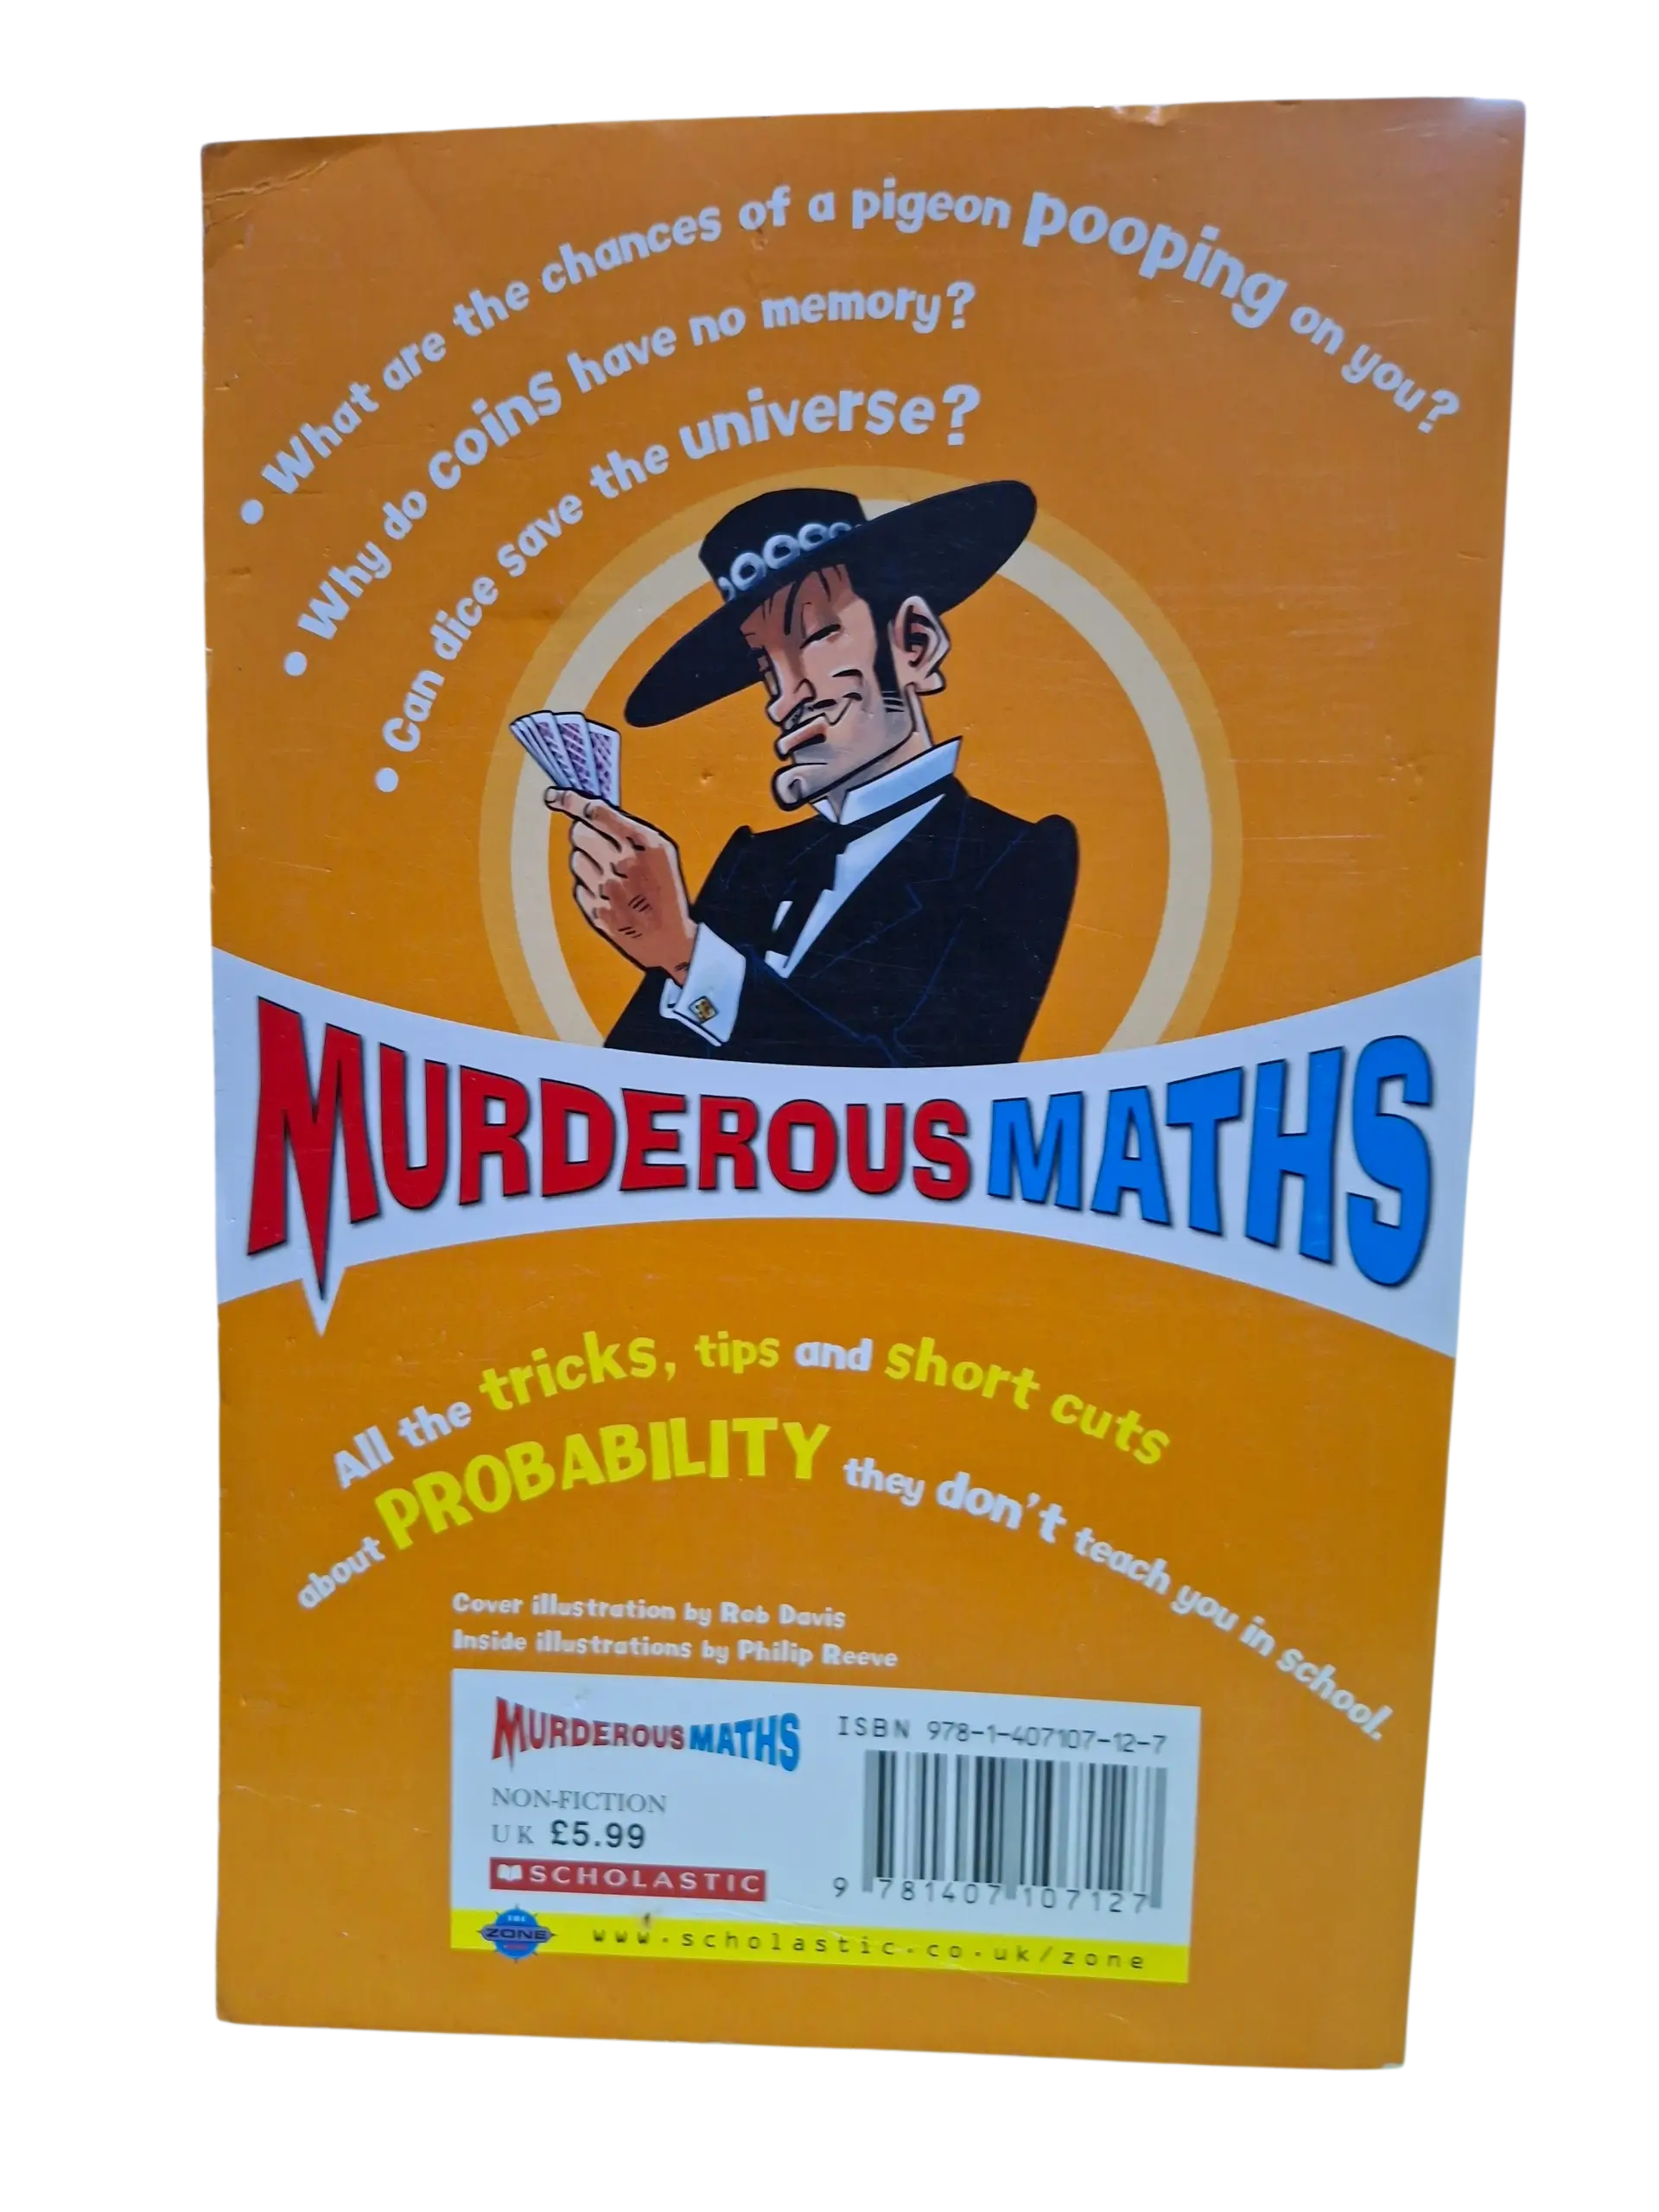 • What are the chances of a pigeon pooping on you?
• Why do coins have no memory?
• Can dice save the universe?
MURDEROUS MATHS
All the tricks, tips and short cuts
about PROBABILITY they don't teach you in school.
Cover illustration by Rob Davis
Inside illustrations by Philip Reeve
MURDEROUS MATHS
ISBN 978-1-407107-12-7
NON-FICTION
UK £5.99
SCHOLASTIC
9 781407 107127
THE
ZONE
www.scholastic.co.uk/zone